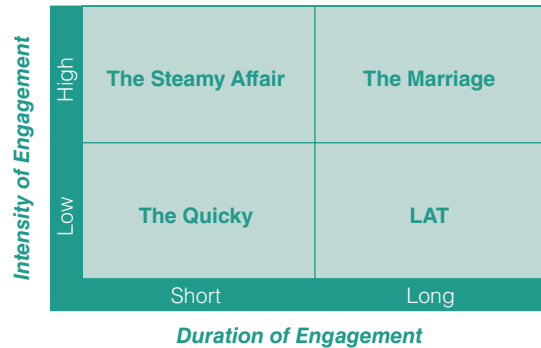 Intensity of Engagement
High
The Steamy Affair
The Marriage
Low
The Quicky
LAT
Short
Long
Duration of Engagement